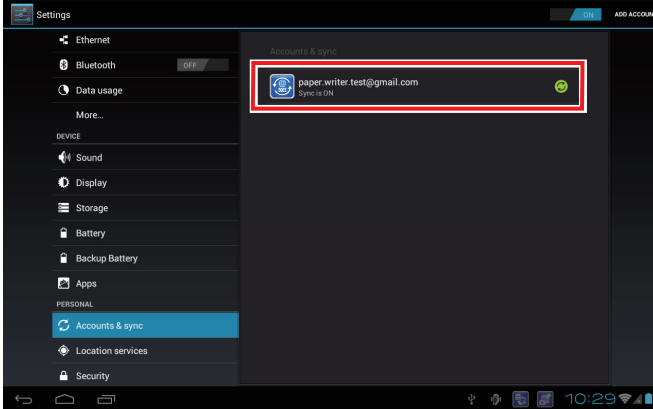 Settings
ON
ADD ACCOUN
Ethernet
Bluetooth
OFF
Data usage
More...
DEVICE
Sound
Display
Storage
Battery
Backup Battery
Apps
PERSONAL
Accounts & sync
Location services
Security
Accounts & sync
paper.writer.test@gmail.com
Sync is ON
DOCS
10:29